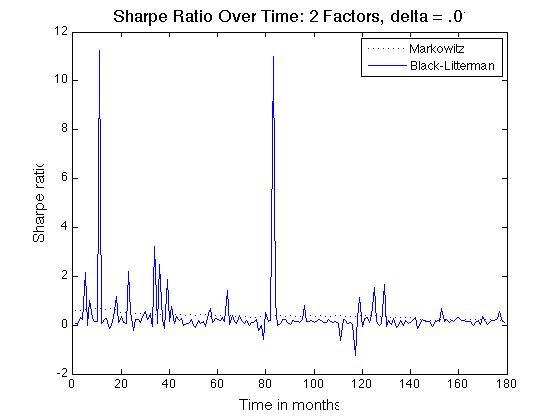 Sharpe Ratio Over Time: 2 Factors, delta = .0
Markowitz
Black-Litterman
12
10
8
6
4
2
0
-2
Sharpe ratio
0 20 40 60 80 100 120 140 160 180
Time in months